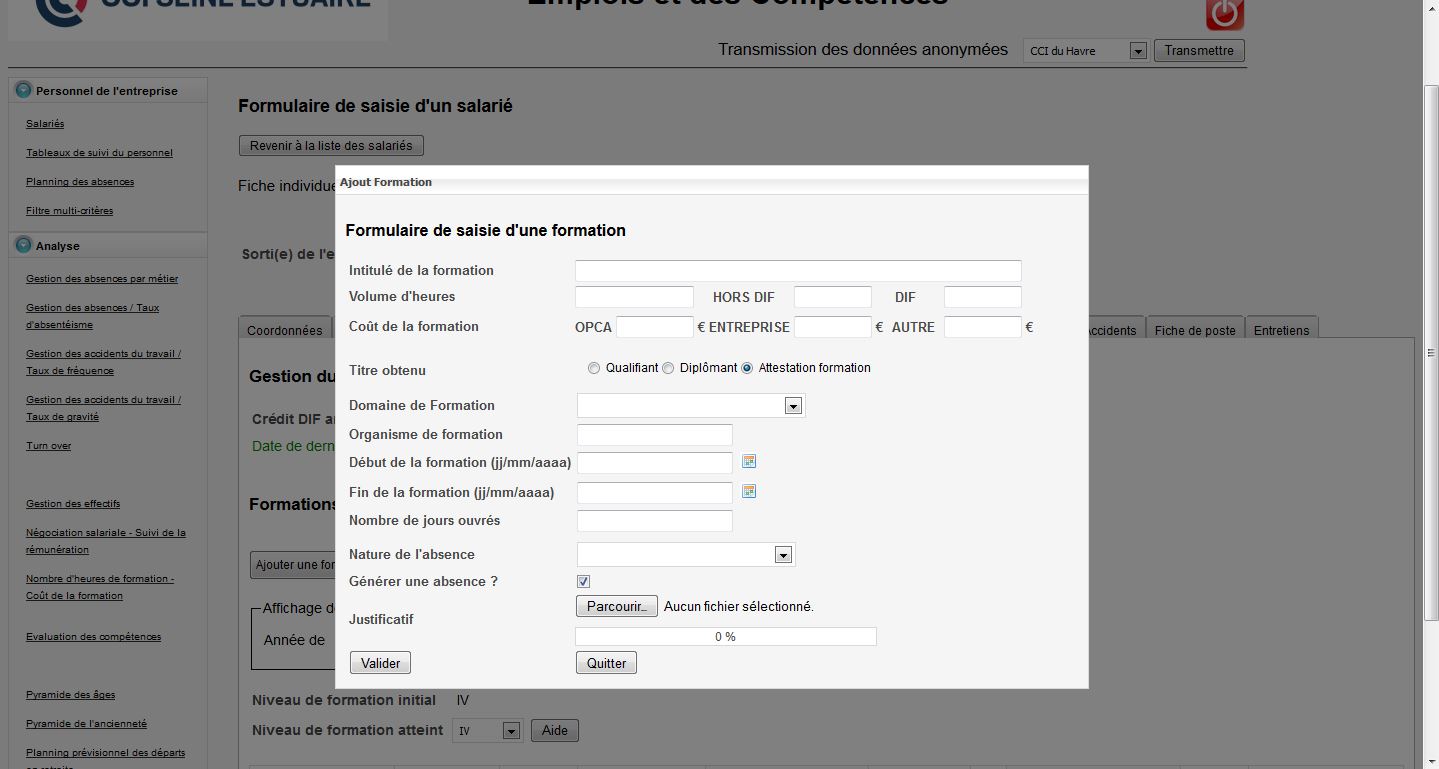 Emplois et des Compétences
Transmission des données anonymées CCI du Havre Transmettre
Personnel de l'entreprise
Salariés
Tableaux de suivi du personnel
Planning des absences
Filtre multi-critères
Analyse
Gestion des absences par métier
Gestion des absences / Taux
d'absentéisme
Gestion des accidents du travail /
Taux de fréquence
Gestion des accidents du travail /
Taux de gravité
Turn over
Gestion des effectifs
Négociation salariale - Suivi de la
rémunération
Nombre d'heures de formation -
Coût de la formation
Evaluation des compétences
Pyramide des âges
Pyramide de l'ancienneté
Planning prévisionnel des départs
en retraite
Formulaire de saisie d'un salarié
Revenir à la liste des salariés
Fiche individue
Sorti(e) de l'e
Coordonnées
ccidents Fiche de poste Entretiens
Gestion du
Crédit DIF a
Date de dern
Formations
Ajouter une for
Affichage d
Année de
Niveau de formation initial IV
Niveau de formation atteint IV Aide
Ajout Formation
Formulaire de saisie d'une formation
Intitulé de la formation
Volume d'heures HORS DIF DIF
Coût de la formation OPCA € ENTREPRISE € AUTRE €
Titre obtenu Qualifiant Diplômant Attestation formation
Domaine de Formation
Organisme de formation
Début de la formation (jj/mm/aaaa)
Fin de la formation (jj/mm/aaaa)
Nombre de jours ouvrés
Nature de l'absence
Générer une absence ?
Justificatif Parcourir... Aucun fichier sélectionné.
0 %
Valider Quitter